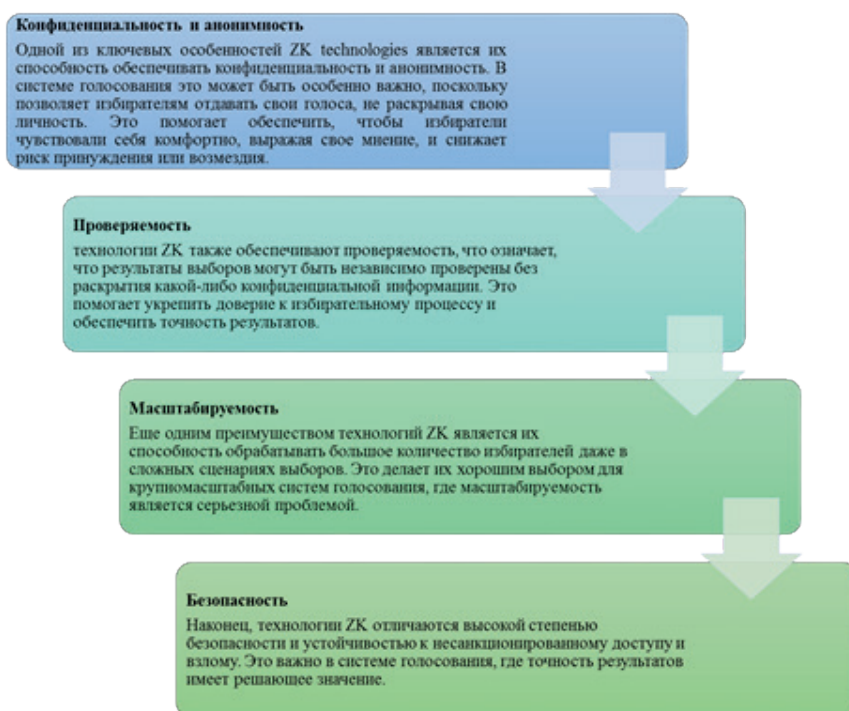 Конфиденциальность и анонимность
Одной из ключевых особенностей ZK technologies является их
способность обеспечивать конфиденциальность и анонимность. В
системе голосования это может быть особенно важно, поскольку
позволяет избирателям отдавать свои голоса, не раскрывая свою
личность. Это помогает обеспечить, чтобы избиратели
чувствовали себя комфортно, выражая свое мнение, и снижает
риск принуждения или возмездия.
Проверяемость
технологии ZK также обеспечивают проверяемость, что означает,
что результаты выборов могут быть независимо проверены без
раскрытия какой-либо конфиденциальной информации. Это
помогает укрепить доверие к избирательному процессу и
обеспечить точность результатов.
Масштабируемость
Еще одним преимуществом технологий ZK является их
способность обрабатывать большое количество избирателей даже в
сложных сценариях выборов. Это делает их хорошим выбором для
крупномасштабных систем голосования, где масштабируемость
является серьезной проблемой.
Безопасность
Наконец, технологии ZK отличаются высокой степенью
безопасности и устойчивостью к несанкционированному доступу и
взлому. Это важно в системе голосования, где точность результатов
имеет решающее значение.